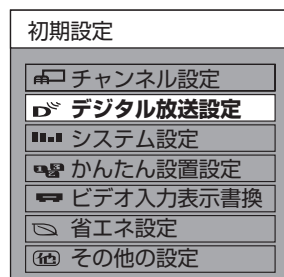 初期設定
チャンネル設定
デジタル放送設定
システム設定
かんたん設置設定
ビデオ入力表示書換
省エネ設定
他 その他の設定